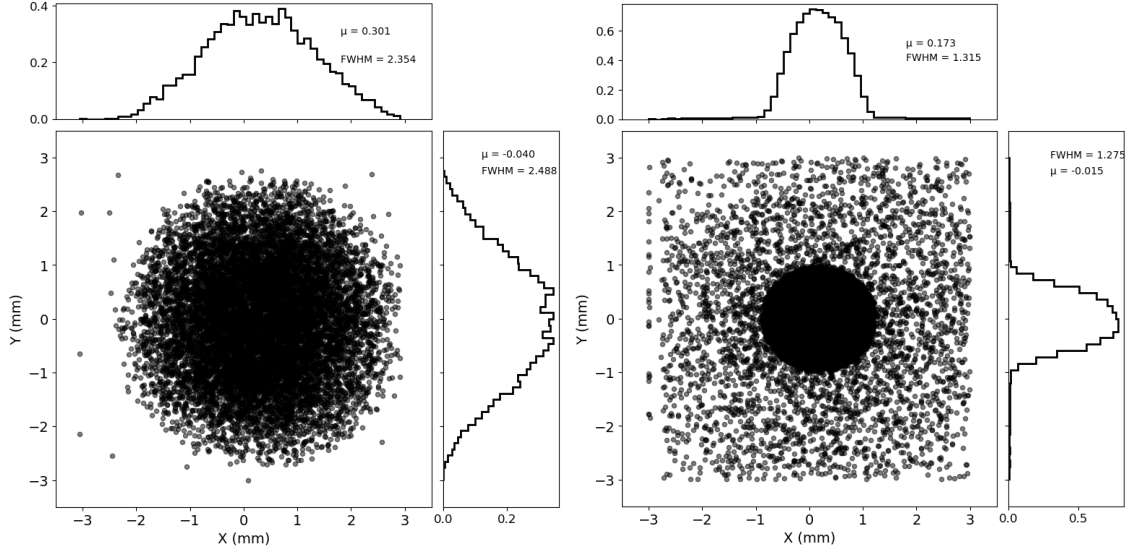 0.4
0.2
0.0
μ = 0.301
FWHM = 2.354
3
2
1
0
−1
−2
−3
Y (mm)
−3 −2 −1 0 1 2 3
X (mm)
μ = -0.040
FWHM = 2.488
0.0 0.2
0.6
0.4
0.2
0.0
μ = 0.173
FWHM = 1.315
3
2
1
0
−1
−2
−3
Y (mm)
−3 −2 −1 0 1 2 3
X (mm)
FWHM = 1.275
μ = -0.015
0.0 0.5